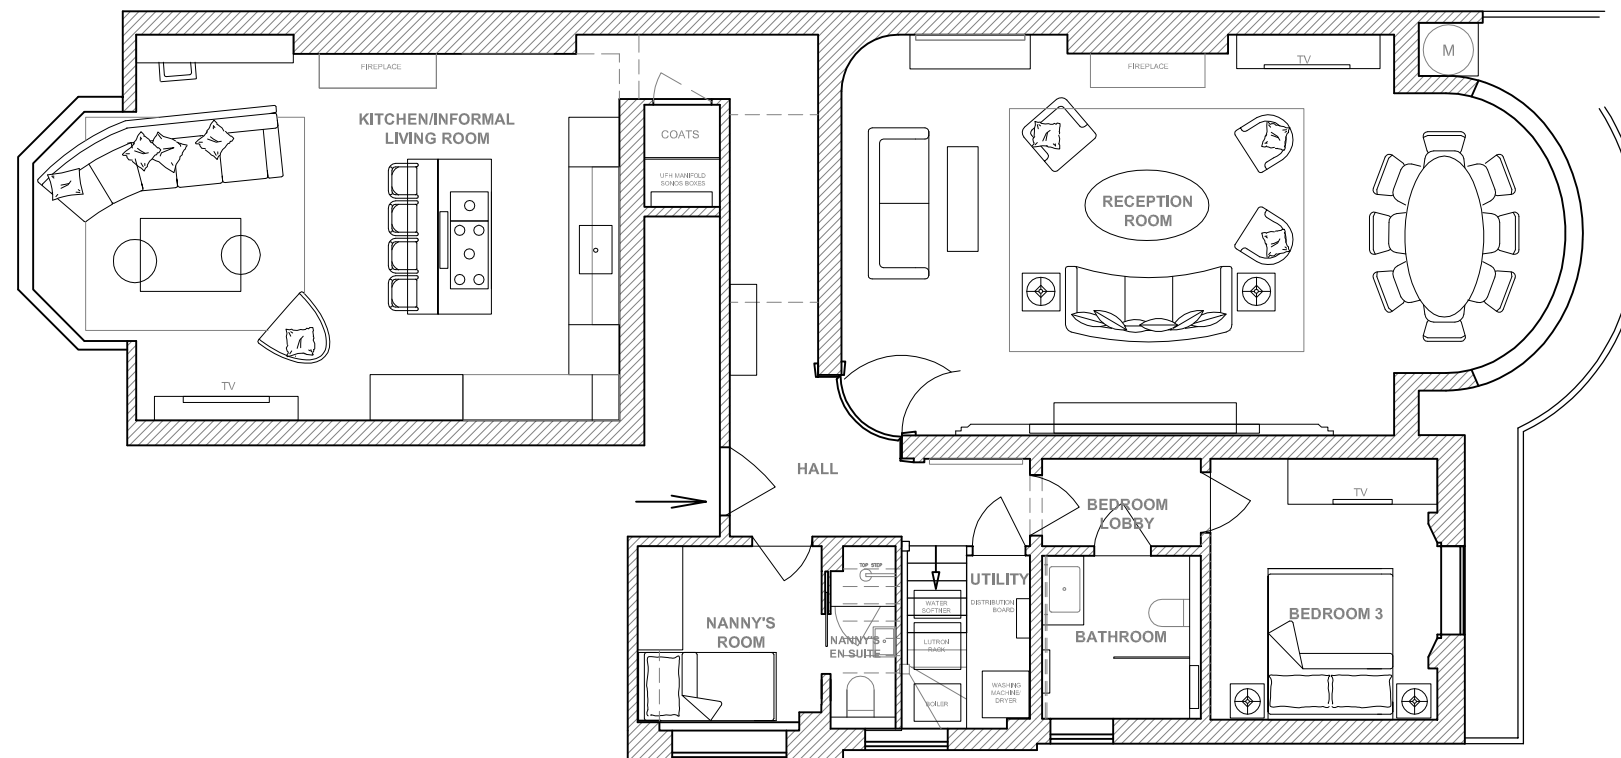 FIREPLACE
FIREPLACE
TV
M
KITCHEN/INFORMAL
LIVING ROOM
COATS
UFH MANIFOLD
SONOS BOXES
RECEPTION
ROOM
TV
HALL
BEDROOM
LOBBY
TV
TOP STEP
UTILITY
DISTRIBUTION
BOARD
WATER
SOFTNER
NANNY'S
ROOM
NANNY'S
EN SUITE
LUTRON
RACK
BATHROOM
BEDROOM 3
WASHING
MACHINE/
DRYER
BOILER